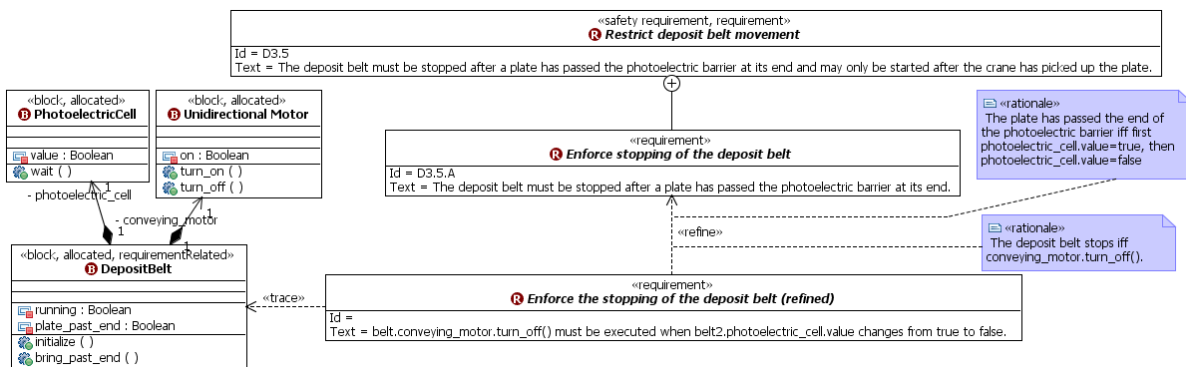 «safety requirement, requirement»
R Restrict deposit belt movement
Id = D3.5
Text = The deposit belt must be stopped after a plate has passed the photoelectric barrier at its end and may only be started after the crane has picked up the plate.
«block, allocated»
B PhotoelectricCell
value : Boolean
wait ( )
«block, allocated»
B Unidirectional Motor
on : Boolean
turn_on ( )
turn_off ( )
«rationale»
The plate has passed the end of
the photoelectric barrier iff first
photoelectric_cell.value=true, then
photoelectric_cell.value=false
«requirement»
R Enforce stopping of the deposit belt
Id = D3.5.A
Text = The deposit belt must be stopped after a plate has passed the photoelectric barrier at its end.
1
- photoelectric_cell
1
- conveying_motor
1
1
«refine»
«rationale»
The deposit belt stops iff
conveying_motor.turn_off().
«block, allocated, requirementRelated»
B DepositBelt
running : Boolean
plate_past_end : Boolean
initialize ( )
bring_past_end ( )
«trace»
«requirement»
R Enforce the stopping of the deposit belt (refined)
Id =
Text = belt.conveying_motor.turn_off() must be executed when belt2.photoelectric_cell.value changes from true to false.